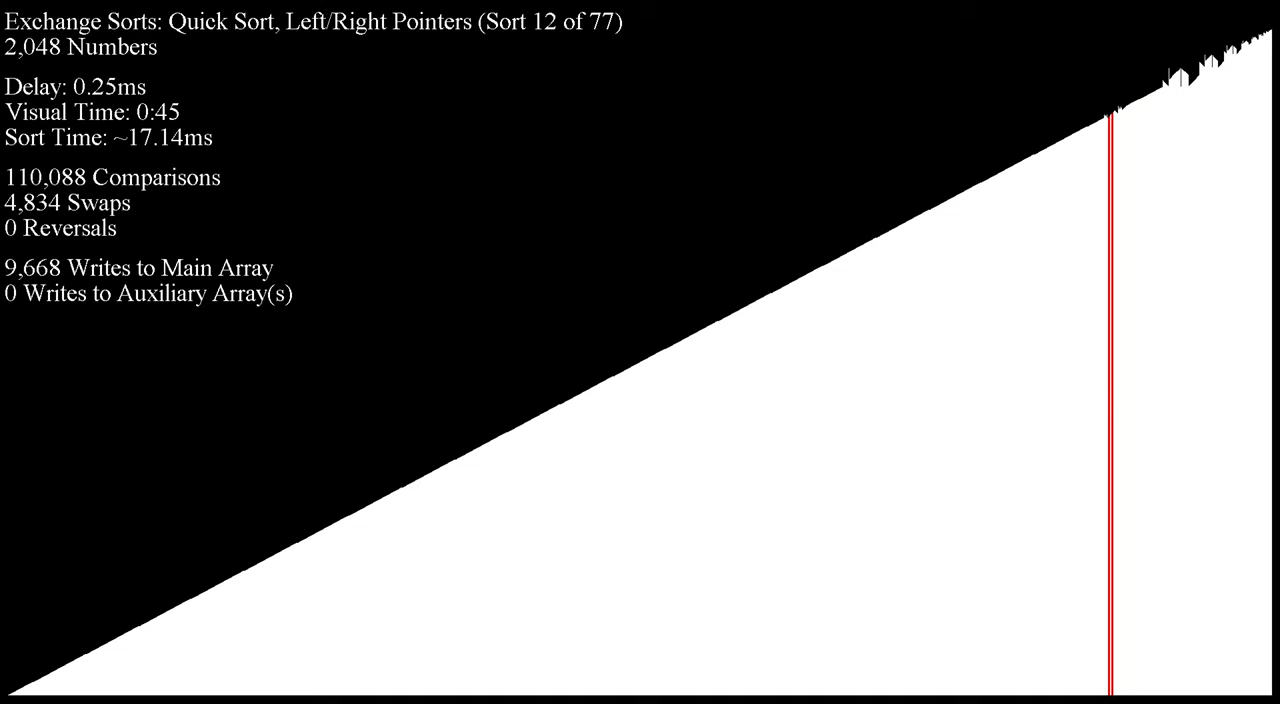 Exchange Sorts: Quick Sort, Left/Right Pointers (Sort 12 of 77)
2,048 Numbers
Delay: 0.25ms
Visual Time: 0:45
Sort Time: ~17.14ms
110,088 Comparisons
4,834 Swaps
0 Reversals
9,668 Writes to Main Array
0 Writes to Auxiliary Array(s)